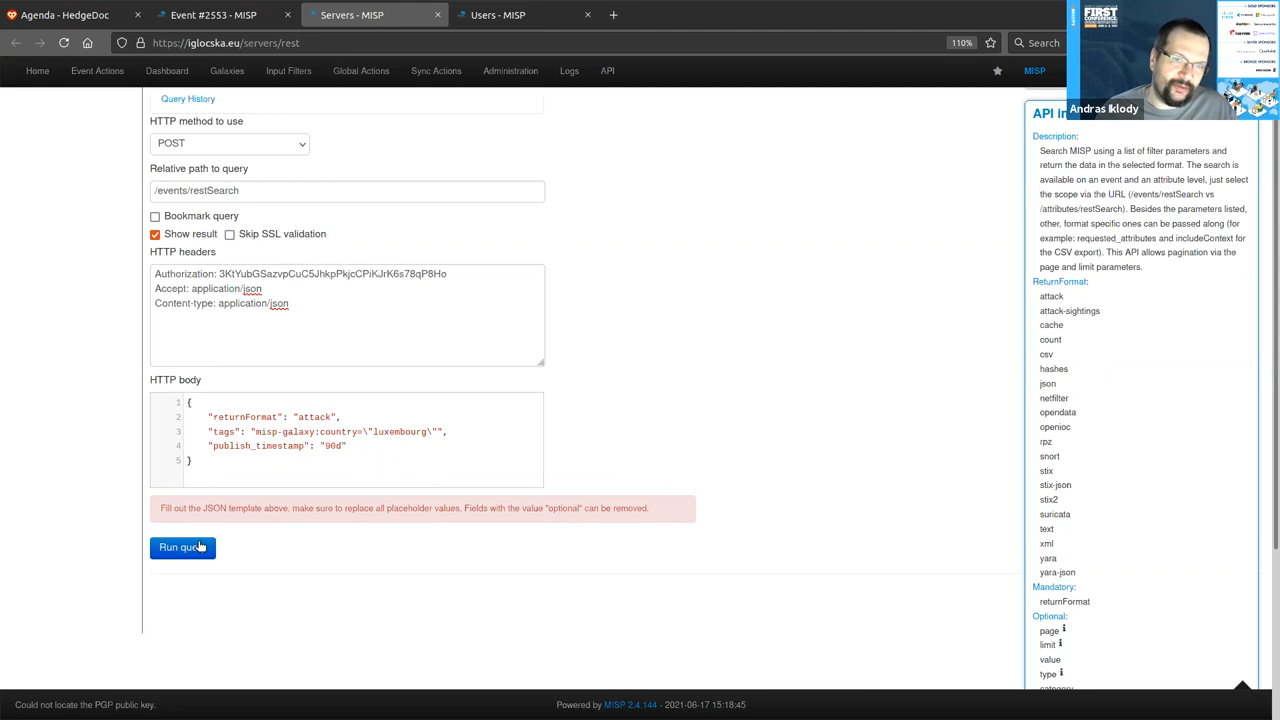 Agenda - HedgeDoc
Event #2553 - MISP
Servers - M
Users - MISP
https://iglocska.eu/servers/rest
110%
Search
Home
Event Actions
Dashboard
Galaxies
Input Filters
Global Actions
Sync Actions
Administration
Logs
API
MISP
FIRST
CONFERENCE
Andras Iklody
Query History
HTTP method to use
POST
Relative path to query
/events/restSearch
Bookmark query
Show result
Skip SSL validation
HTTP headers
Accept: application/json
Content-type: application/json
HTTP body
1 {
2 "returnFormat": "attack",
3 "tags": "misp-galaxy:country=\"luxembourg\"",
4 "publish_timestamp": "90d"
5 }
Fill out the JSON template above, make sure to replace all placeholder values. Fields with the value "optional" can be removed.
Run que
API in
Description:
Search MISP using a list of filter parameters and
return the data in the selected format. The search is
available on an event and an attribute level, just select
the scope via the URL (/events/restSearch vs
/attributes/restSearch). Besides the parameters listed,
other, format specific ones can be passed along (for
example: requested_attributes and includeContext for
the CSV export). This API allows pagination via the
page and limit parameters.
ReturnFormat:
attack
attack-sightings
cache
count
csv
hashes
json
netfilter
opendata
openioc
rpz
snort
stix
stix-json
stix2
suricata
text
xml
yara
yara-json
Mandatory:
returnFormat
Optional:
page
limit
value
type
category
Could not locate the PGP public key.
Powered by MISP 2.4.144 - 2021-06-17 15:18:45